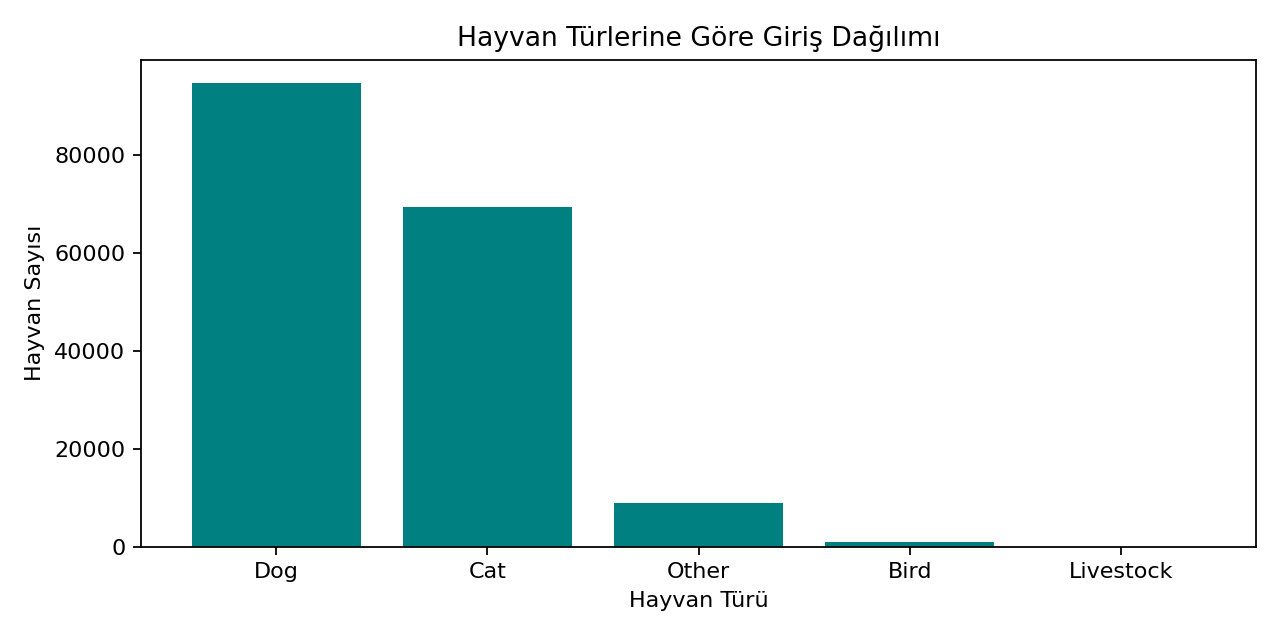 Hayvan Türlerine Göre Giriş Dağılımı
Hayvan Sayısı
80000
60000
40000
20000
0
Dog Cat Other Bird Livestock
Hayvan Türü